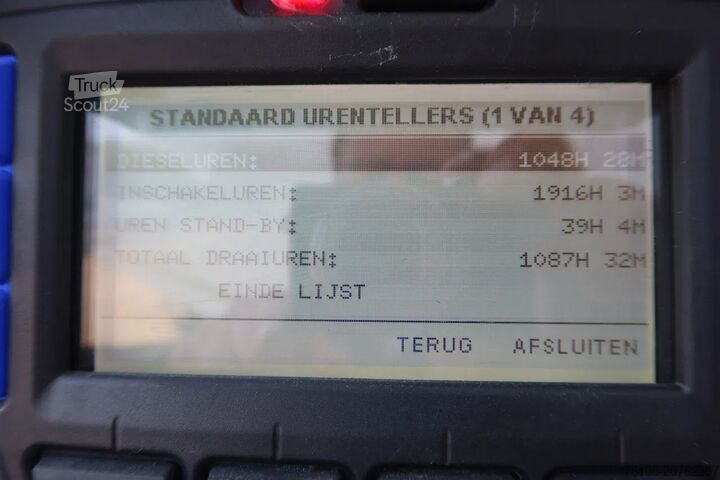 Truck
Scout24
STANDAARD URENTELLERS (1 VAN 4)
DIESELUREN: 1048H 28M
INSCHAKELUREN: 1916H 3M
UREN STAND-BY: 39H 4M
TOTAAL DRAAIUREN: 1087H 32M
EINDE LIJST
TERUG AFSLUITEN